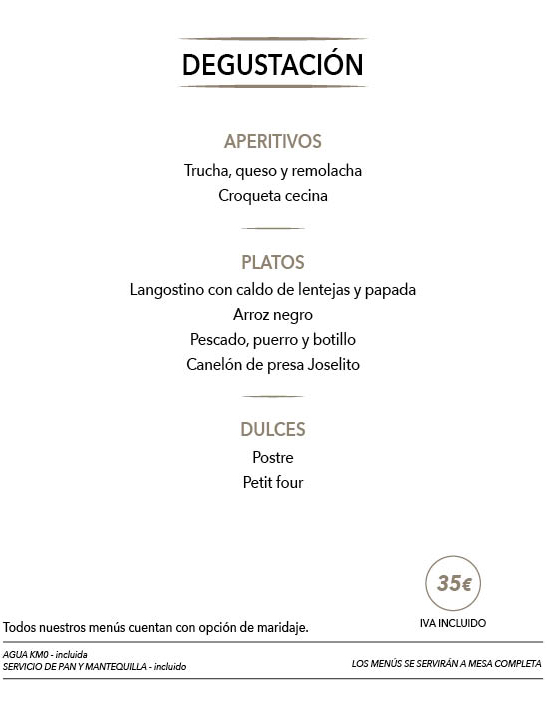 DEGUSTACIÓN
APERITIVOS
Trucha, queso y remolacha
Croqueta cecina
PLATOS
Langostino con caldo de lentejas y papada
Arroz negro
Pescado, puerro y botillo
Canelón de presa Joselito
DULCES
Postre
Petit four
35€
IVA INCLUIDO
Todos nuestros menús cuentan con opción de maridaje.
AGUA KM0 - incluida
SERVICIO DE PAN Y MANTEQUILLA - incluido
LOS MENÚS SE SERVIRÁN A MESA COMPLETA